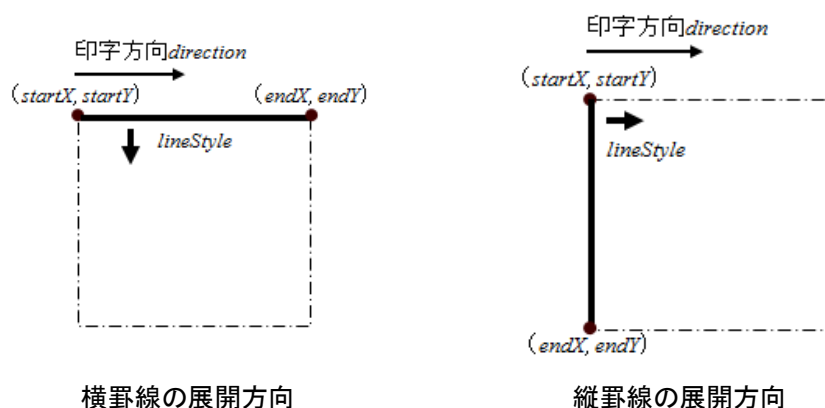 印字方向direction
(startX, startY)
(endX, endY)
lineStyle
横罫線の展開方向
印字方向direction
(startX, startY)
lineStyle
(endX, endY)
縦罫線の展開方向